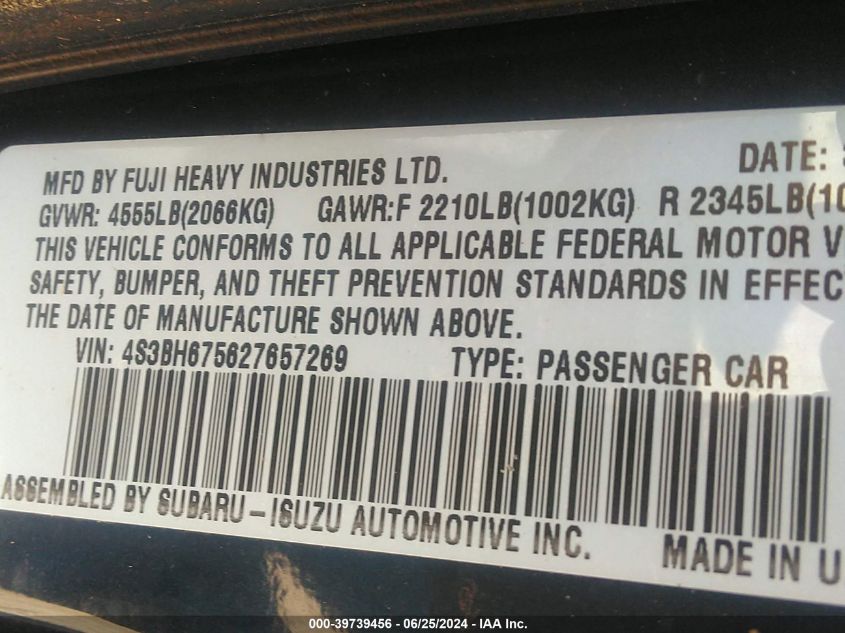 MFD BY FUJI HEAVY INDUSTRIES LTD. DATE:
GVWR: 4555LB(2066KG) GAWR:F 2210LB(1002KG) R 2345LB(10
THIS VEHICLE CONFORMS TO ALL APPLICABLE FEDERAL MOTOR V
SAFETY, BUMPER, AND THEFT PREVENTION STANDARDS IN EFFEC
THE DATE OF MANUFACTURE SHOWN ABOVE.
VIN: 4S3BH675627657269 TYPE: PASSENGER CAR
ASSEMBLED BY SUBARU-ISUZU AUTOMOTIVE INC. MADE IN U
000-39739456 - 06/25/2024 - IAA Inc.